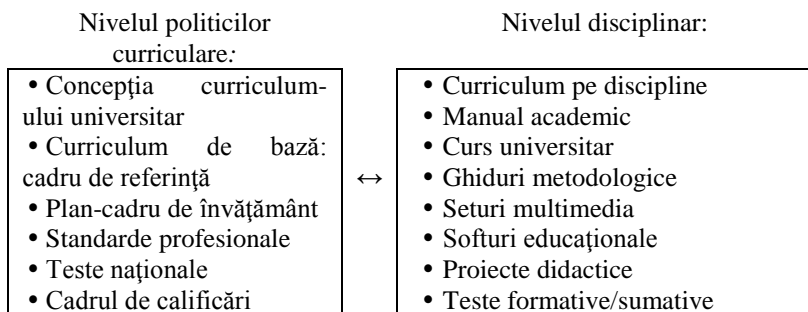 Nivelul politicilor
curriculare:
• Concepţia curriculum-
ului universitar
• Curriculum de bază:
cadru de referinţă
• Plan-cadru de învăţământ
• Standarde profesionale
• Teste naţionale
• Cadrul de calificări
↔
Nivelul disciplinar:
• Curriculum pe discipline
• Manual academic
• Curs universitar
• Ghiduri metodologice
• Seturi multimedia
• Softuri educaţionale
• Proiecte didactice
• Teste formative/sumative